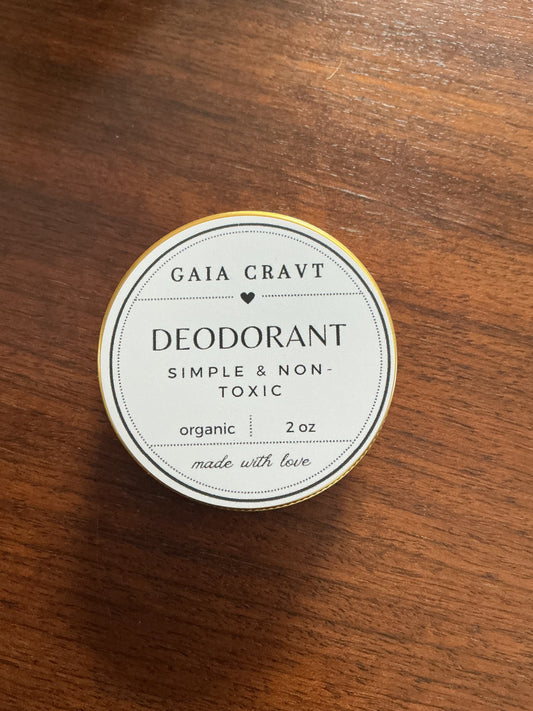 GAIA CRAVT
DEODORANT
SIMPLE & NON-
TOXIC
organic 2 oz
made with love